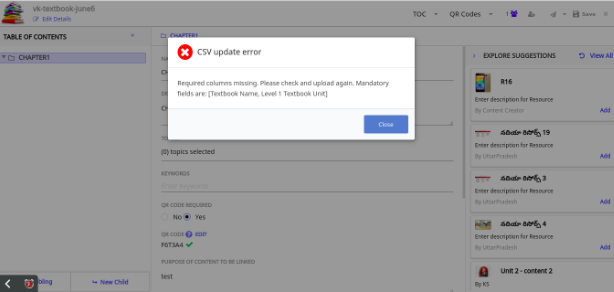 vk-textbook-june6
Edit Details
TOC
QR Codes
1
Save
TABLE OF CONTENTS
+
CHAPTER1
CHAPTER1
CSV update error
Required columns missing. Please check and upload again. Mandatory
fields are: [Textbook Name, Level 1 Textbook Unit]
Close
(0) topics selected
KEYWORDS
QR CODE REQUIRED
No Yes
QR CODE EDIT
F6T3A4
PURPOSE OF CONTENT TO BE LINKED
test
New Child
EXPLORE SUGGESTIONS
View All
R16
Enter description for Resource
By Content Creator
Add
నదియా రిసోర్స్ 19
Enter description for Resource
By UttarPradesh
Add
నదియా రిసోర్స్ 3
Enter description for Resource
By UttarPradesh
Add
నదియా రిసోర్స్ 4
Enter description for Resource
By UttarPradesh
Add
Unit 2 - content 2
By KS